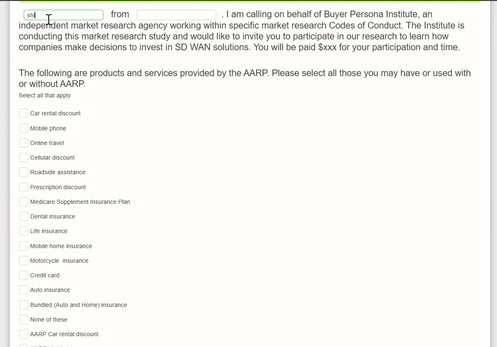 shi from . I am calling on behalf of Buyer Persona Institute, an
independent market research agency working within specific market research Codes of Conduct. The Institute is
conducting this market research study and would like to invite you to participate in our research to learn how
companies make decisions to invest in SD WAN solutions. You will be paid $xxx for your participation and time.
The following are products and services provided by the AARP. Please select all those you may have or used with
or without AARP.
Select all that apply
Car rental discount
Mobile phone
Online travel
Cellular discount
Roadside assistance
Prescription discount
Medicare Supplement Insurance Plan
Dental insurance
Life insurance
Mobile home insurance
Motorcycle insurance
Credit card
Auto insurance
Bundled (Auto and Home) insurance
None of these
AARP Car rental discount